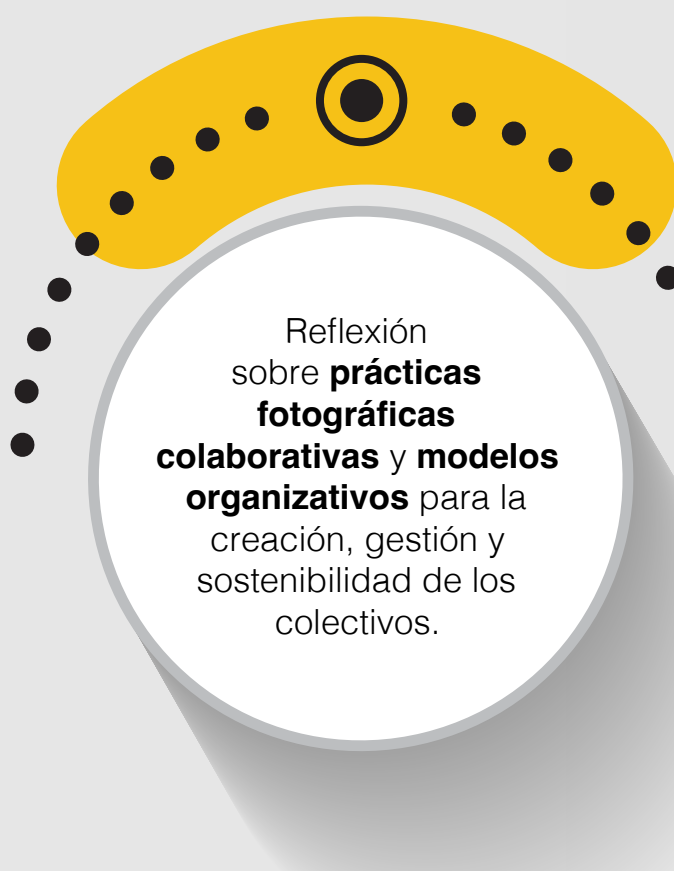 Reflexión
sobre prácticas
fotográficas
colaborativas y modelos
organizativos para la
creación, gestión y
sostenibilidad de los
colectivos.